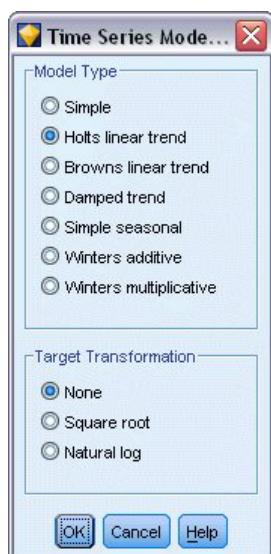 Time Series Mode...
Model Type
Simple
Holts linear trend
Browns linear trend
Damped trend
Simple seasonal
Winters additive
Winters multiplicative
Target Transformation
None
Square root
Natural log
OK Cancel Help